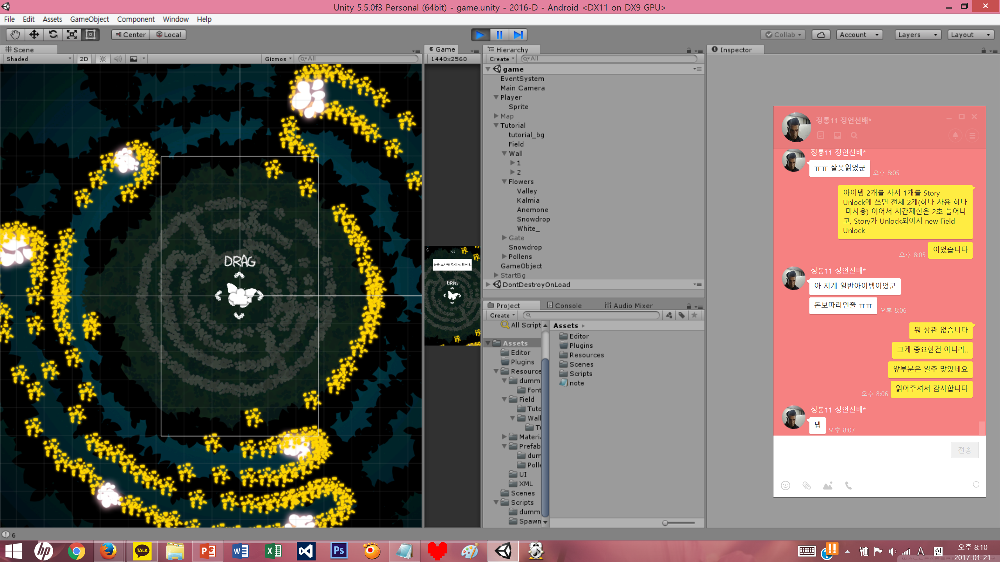 Unity 5.5.0f3 Personal (64bit) - game.unity - 2016-D - Android <DX11 on DX9 GPU>
File Edit Assets GameObject Component Window Help
Center Local
Collab Account Layers Layout
Scene
Shaded 2D Gizmos All
DRAG
Game
1440x2560
DRAG
Hierarchy
Create All
game
EventSystem
Main Camera
Player
Sprite
Map
Tutorial
tutorial_bg
Field
Wall
1
2
Flowers
Valley
Kalmia
Anemone
Snowdrop
White_
Gate
Snowdrop
Pollens
GameObject
StartBg
DontDestroyOnLoad
Project Console Audio Mixer
Create
All Script
Assets
Editor
Plugins
Resource
dumm
Font
Field
Tuto
Wall
Tu
Materia
Prefab
dum
Polle
UI
XML
Scenes
Scripts
dumm
Spawn
Assets
Editor
Plugins
Resources
Scenes
Scripts
note
Inspector
정통11 정언선배*
정통11 정언선배*
ㅠㅠ 잘못읽었군
오후 8:05
아이템 2개를 사서 1개를 Story
Unlock에 쓰면 전체 2개(하나 사용 하나
미사용) 이어서 시간제한은 2초 늘어나
고, Story가 Unlock되어서 new Field
Unlock
이었습니다
오후 8:05
정통11 정언선배*
아 저게 일반아이템이었군
돈보따리인줄 ㅠㅠ
오후 8:06
뭐 상관 없습니다
그게 중요한건 아니라..
앞부분은 얼추 맞았네요
읽어주셔서 감사합니다
오후 8:06
정통11 정언선배*
넵
오후 8:07
전송
6
hp
TALK
P
W
X
Ps
A
한
오후 8:10
2017-01-21